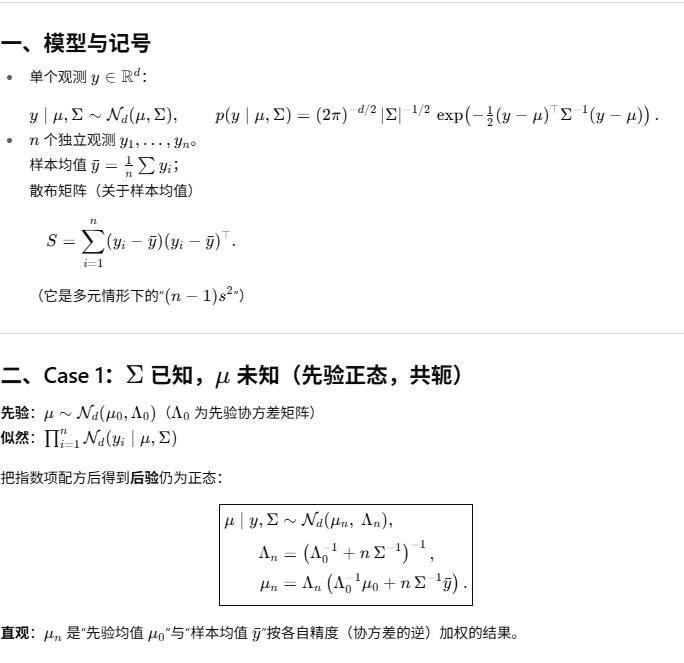 一、模型与记号
• 单个观测 $y \in \mathbb{R}^d$：
$y \mid \mu, \Sigma \sim \mathcal{N}_d(\mu, \Sigma), \qquad p(y \mid \mu, \Sigma) = (2\pi)^{-d/2} \, |\Sigma|^{-1/2} \, \exp\left(-\frac{1}{2}(y-\mu)^\top \Sigma^{-1}(y-\mu)\right).$
• $n$ 个独立观测 $y_1, \ldots, y_n$。
样本均值 $\bar{y} = \frac{1}{n} \sum y_i$；
散布矩阵（关于样本均值）
$S = \sum_{i=1}^{n} (y_i - \bar{y})(y_i - \bar{y})^\top.$
（它是多元情形下的“$(n-1)s^2$”）
二、Case 1：$\Sigma$ 已知，$\mu$ 未知（先验正态，共轭）
先验：$\mu \sim \mathcal{N}_d(\mu_0, \Lambda_0)$（$\Lambda_0$ 为先验协方差矩阵）
似然：$\prod_{i=1}^{n} \mathcal{N}_d(y_i \mid \mu, \Sigma)$
把指数项配方后得到后验仍为正态：
$\mu \mid y, \Sigma \sim \mathcal{N}_d(\mu_n, \Lambda_n),$
$\Lambda_n = \left(\Lambda_0^{-1} + n \, \Sigma^{-1}\right)^{-1},$
$\mu_n = \Lambda_n \left(\Lambda_0^{-1} \mu_0 + n \, \Sigma^{-1} \bar{y}\right).$
直观：$\mu_n$ 是“先验均值 $\mu_0$”与“样本均值 $\bar{y}$”按各自精度（协方差的逆）加权的结果。